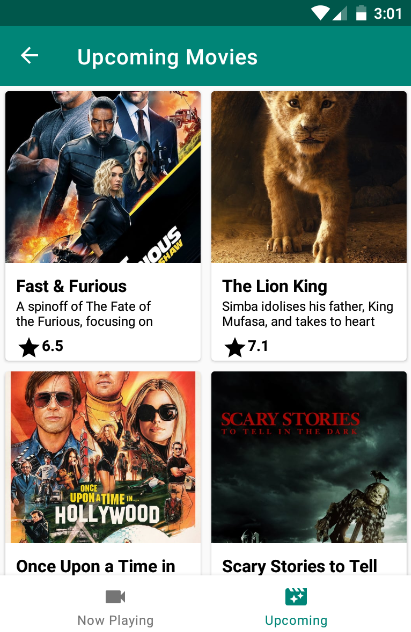 3:01
Upcoming Movies
Fast & Furious
A spinoff of The Fate of
the Furious, focusing on
6.5
The Lion King
Simba idolises his father, King
Mufasa, and takes to heart
7.1
ONCE
UPON A TIME IN...
HOLLYWOOD
SCARY STORIES
TO TELL IN THE DARK
Once Upon a Time in
Scary Stories to Tell
Now Playing
Upcoming